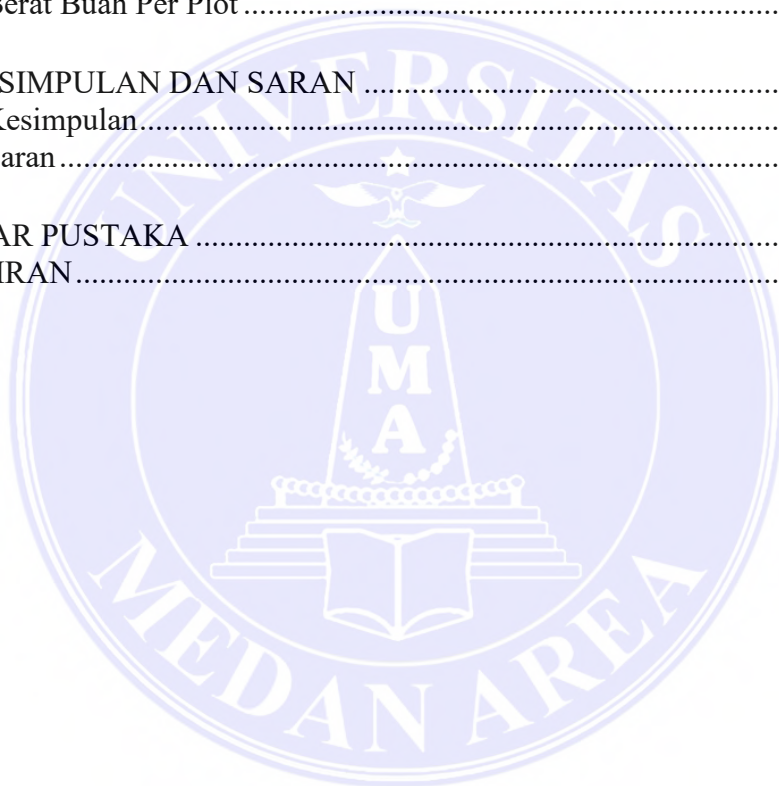 Berat Buah Per Plot ....................................................................
SIMPULAN DAN SARAN ....................................................
Kesimpulan..................................................................................
aran ............................................................................................
AR PUSTAKA ..........................................................................
IRAN..........................................................................................
UNIVERSITAS
UMA
MEDAN AREA